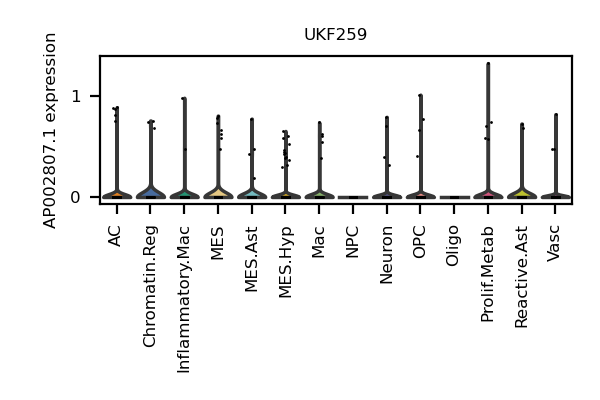 UKF259
AP002807.1 expression
1
0
AC
Chromatin.Reg
Inflammatory.Mac
MES
MES.Ast
MES.Hyp
Mac
NPC
Neuron
OPC
Oligo
Prolif.Metab
Reactive.Ast
Vasc